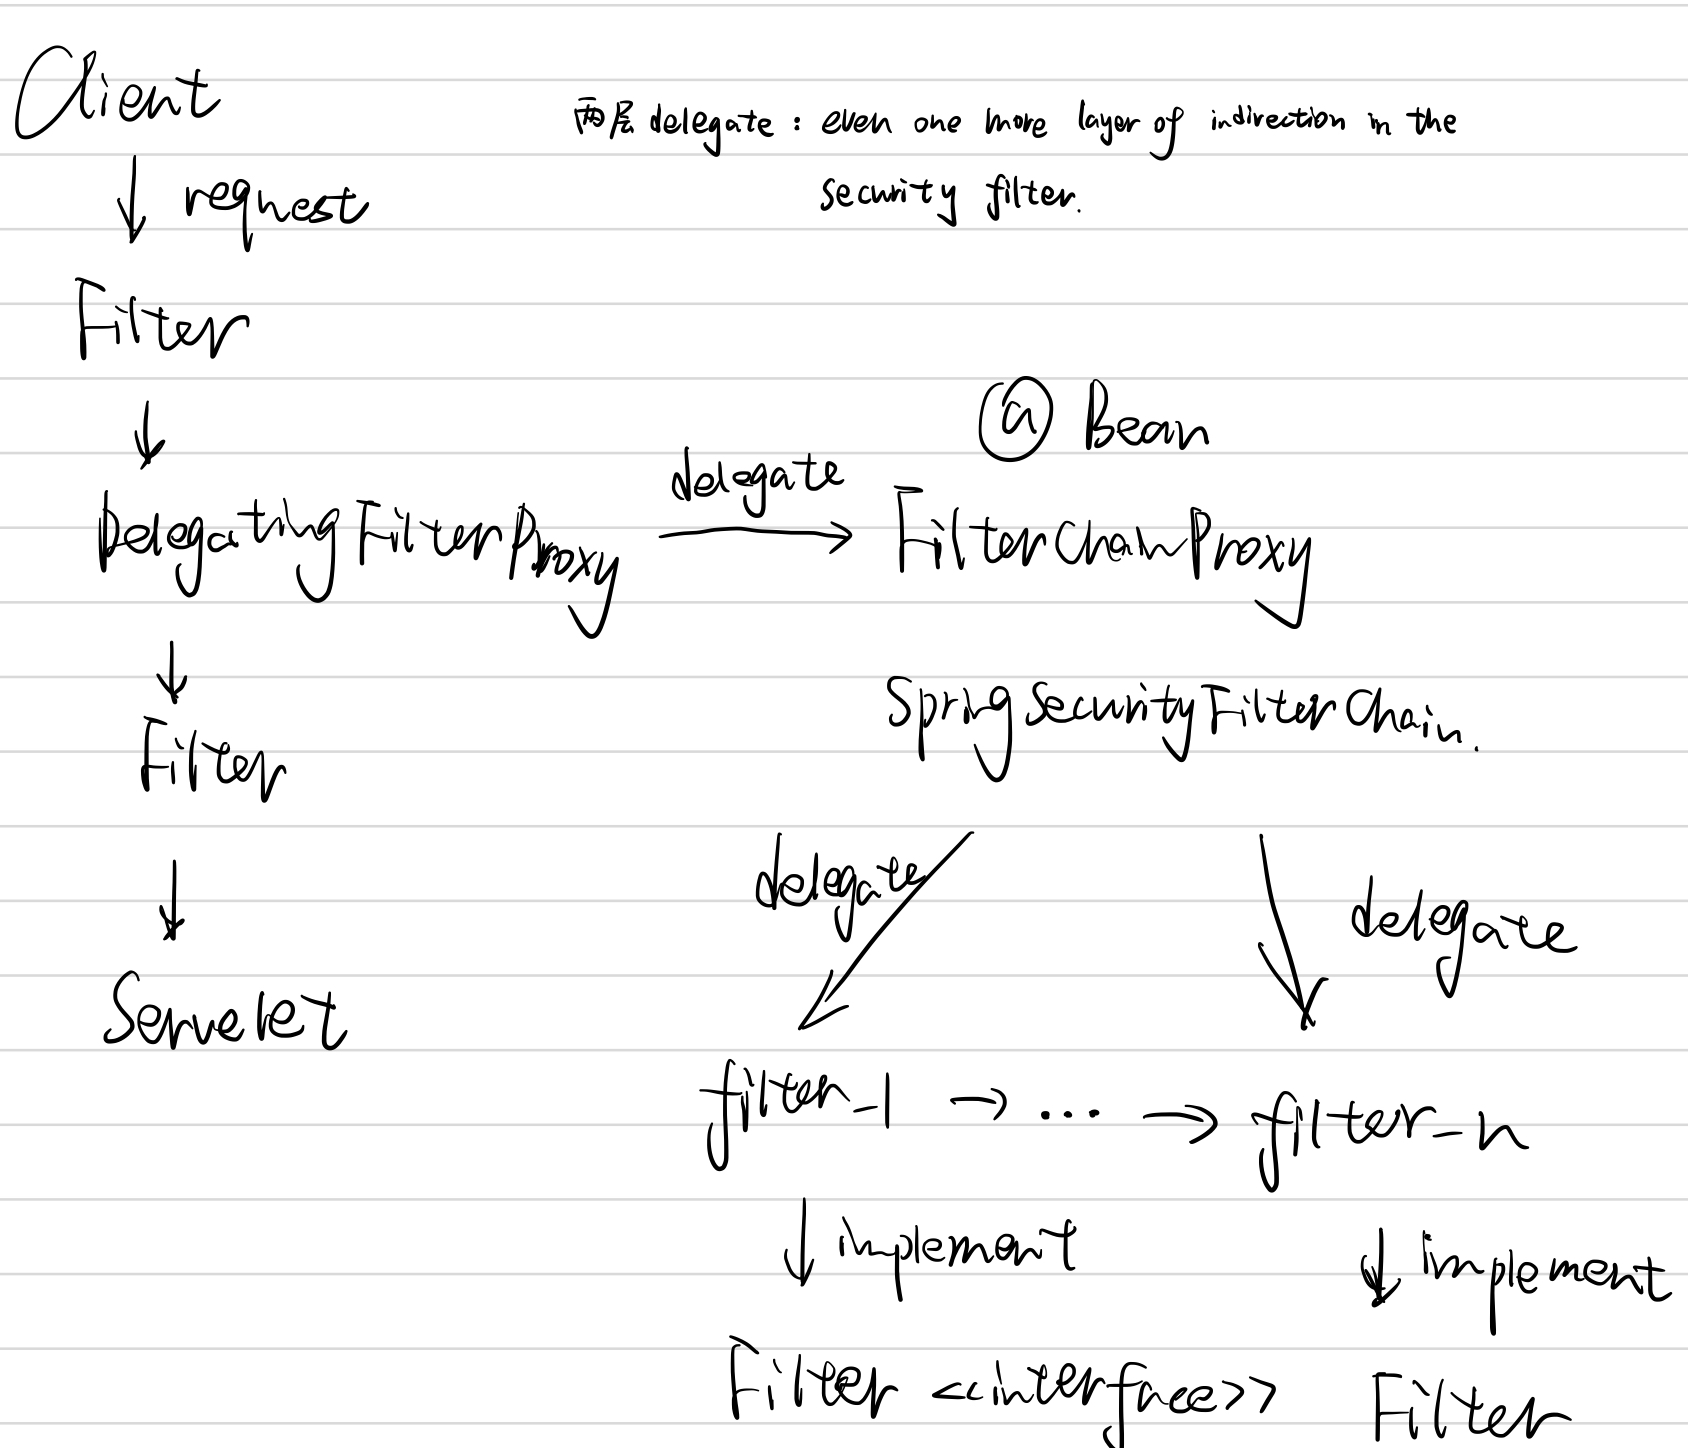 Client
两层 delegate : even one more layer of indirection in the
security filter.
request
Filter
@ Bean
delegate
DelegatingFilterProxy
FilterChainProxy
SpringSecurityFilterChain.
Filter
delegate
delegate
Servelet
filter_1 → ... → filter_n
implement
implement
Filter <<interface>>
Filter